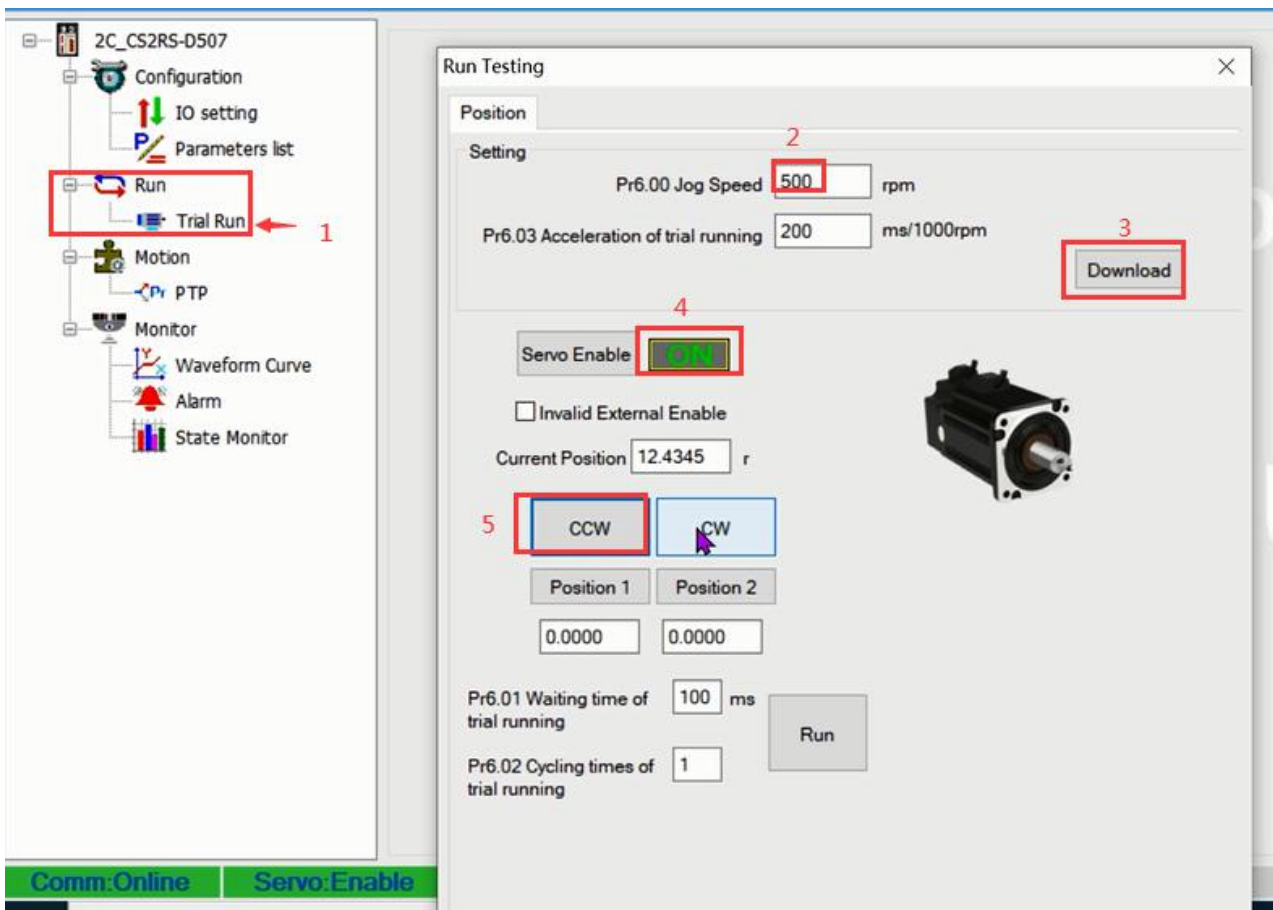 2C_CS2RS-D507
Configuration
IO setting
Parameters list
Run
Trial Run
1
Motion
PTP
Monitor
Waveform Curve
Alarm
State Monitor
Run Testing
Position
Setting
2
Pr6.00 Jog Speed 500 rpm
Pr6.03 Acceleration of trial running 200 ms/1000rpm
3
Download
4
Servo Enable ON
Invalid External Enable
Current Position 12.4345 r
5 CCW CW
Position 1 Position 2
0.0000 0.0000
Pr6.01 Waiting time of
trial running
100 ms
Run
Pr6.02 Cycling times of
trial running
1
Comm:Online Servo:Enable